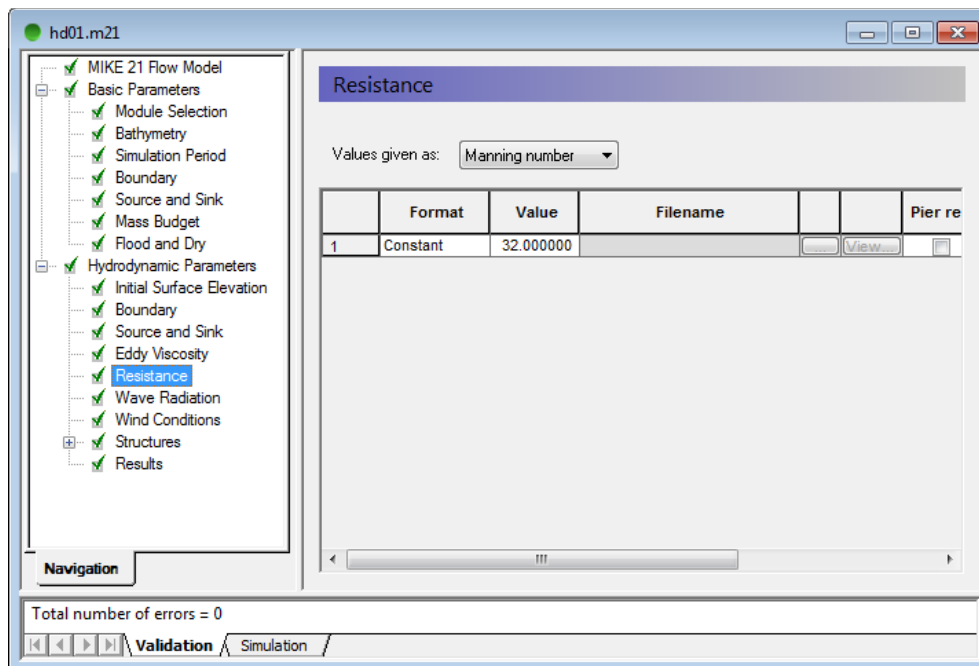 hd01.m21
MIKE 21 Flow Model
Basic Parameters
Module Selection
Bathymetry
Simulation Period
Boundary
Source and Sink
Mass Budget
Flood and Dry
Hydrodynamic Parameters
Initial Surface Elevation
Boundary
Source and Sink
Eddy Viscosity
Resistance
Wave Radiation
Wind Conditions
Structures
Results
Navigation
Resistance
Values given as: Manning number
Format Value Filename Pier re
1 Constant 32.000000 ... View...
Total number of errors = 0
Validation Simulation